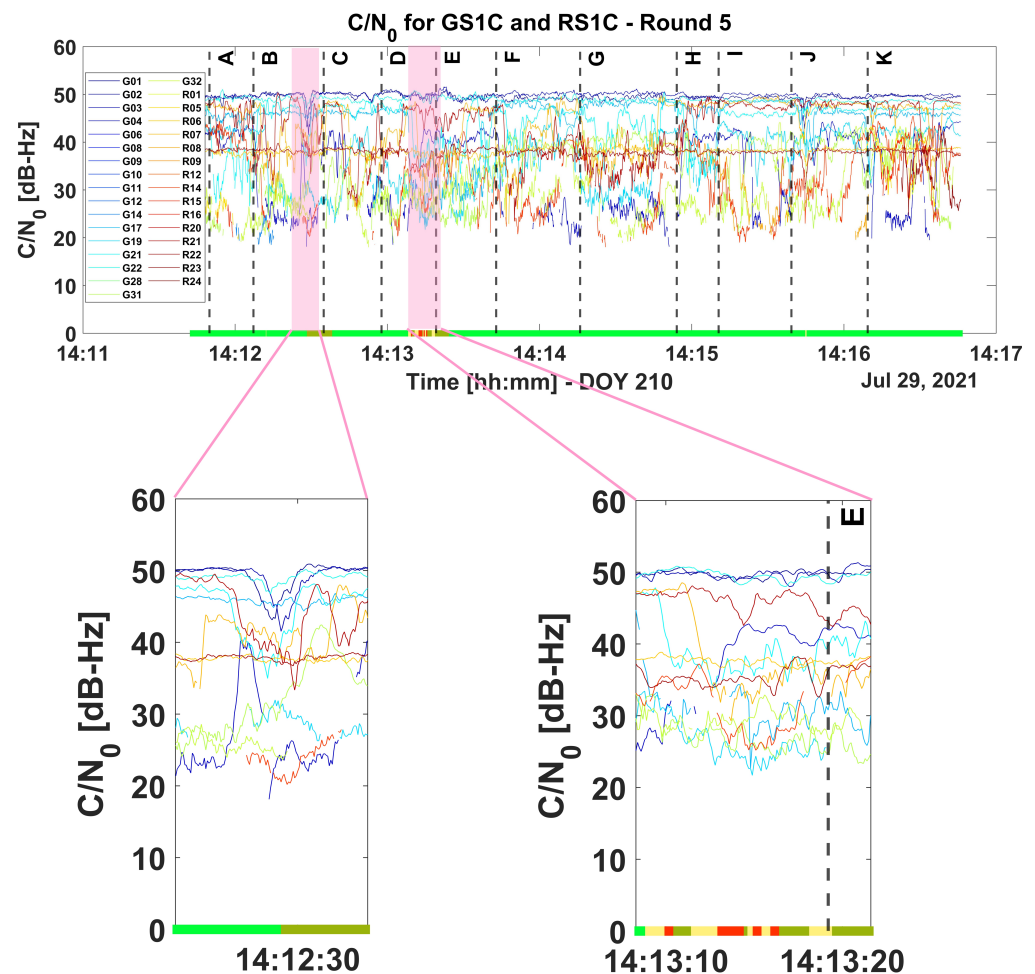 C/N0 for GS1C and RS1C - Round 5
60
50
40
30
20
10
0
C/N0 [dB-Hz]
A B C D E F G H I J K
G01 G32
G02 R01
G03 R05
G04 R06
G06 R07
G08 R08
G09 R09
G10 R12
G11 R14
G12 R15
G14 R16
G17 R20
G19 R21
G21 R22
G22 R23
G28 R24
G31
14:11 14:12 14:13 14:14 14:15 14:16 14:17
Time [hh:mm] - DOY 210
Jul 29, 2021
60
50
40
30
20
10
0
C/N0 [dB-Hz]
14:12:30
60
50
40
30
20
10
0
C/N0 [dB-Hz]
E
14:13:10 14:13:20